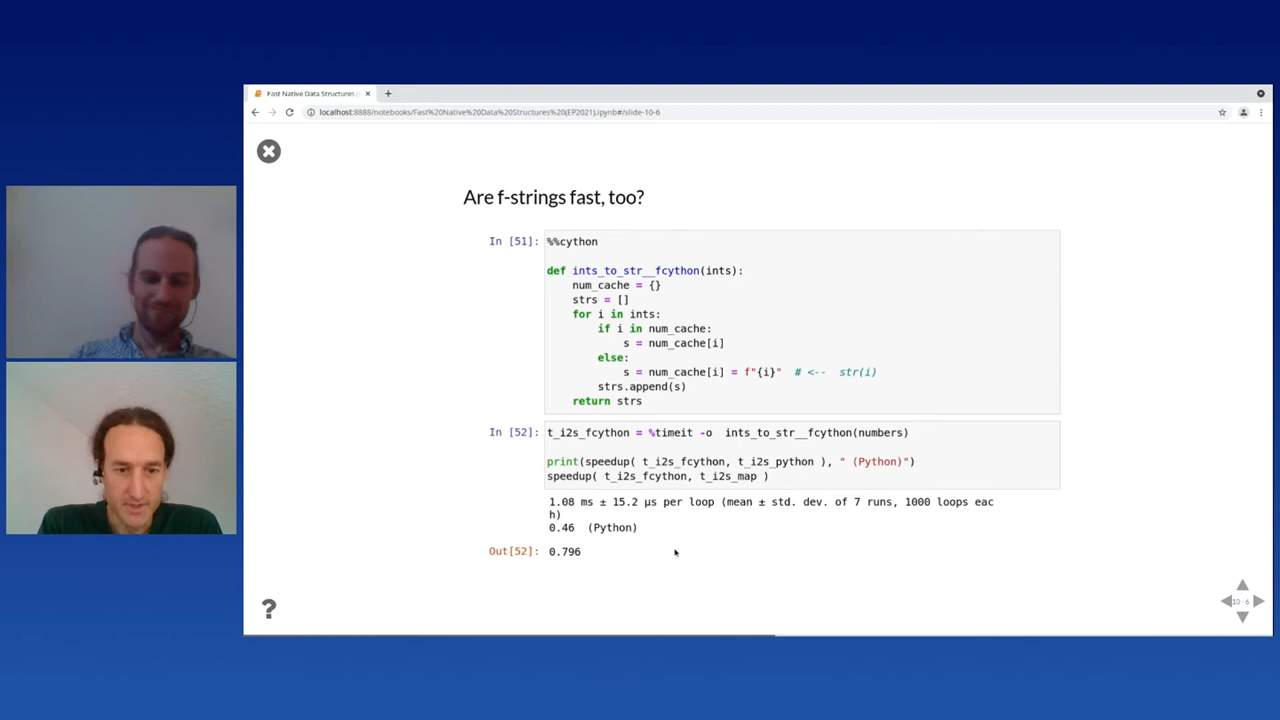 Fast Native Data Structures (
localhost:8888/notebooks/Fast%20Native%20Data%20Structures%20(EP2021).ipynb#/slide-10-6
Are f-strings fast, too?
In [51]: %%cython
def ints_to_str__fcython(ints):
    num_cache = {}
    strs = []
    for i in ints:
        if i in num_cache:
            s = num_cache[i]
        else:
            s = num_cache[i] = f"{i}"  # <--  str(i)
        strs.append(s)
    return strs
In [52]: t_i2s_fcython = %timeit -o  ints_to_str__fcython(numbers)
print(speedup( t_i2s_fcython, t_i2s_python ), " (Python)")
speedup( t_i2s_fcython, t_i2s_map )
1.08 ms ± 15.2 µs per loop (mean ± std. dev. of 7 runs, 1000 loops eac
h)
0.46  (Python)
Out[52]: 0.796
?
10-6